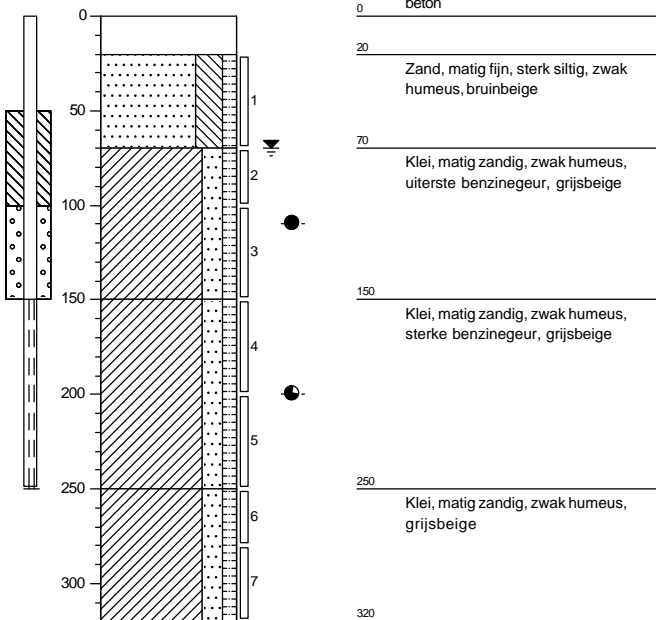 beton
0
0
20
Zand, matig fijn, sterk siltig, zwak
humeus, bruinbeige
1
50
70
Klei, matig zandig, zwak humeus,
uiterste benzinegeur, grijsbeige
2
100
3
150
150
Klei, matig zandig, zwak humeus,
sterke benzinegeur, grijsbeige
4
200
5
250
250
Klei, matig zandig, zwak humeus,
grijsbeige
6
300
7
320